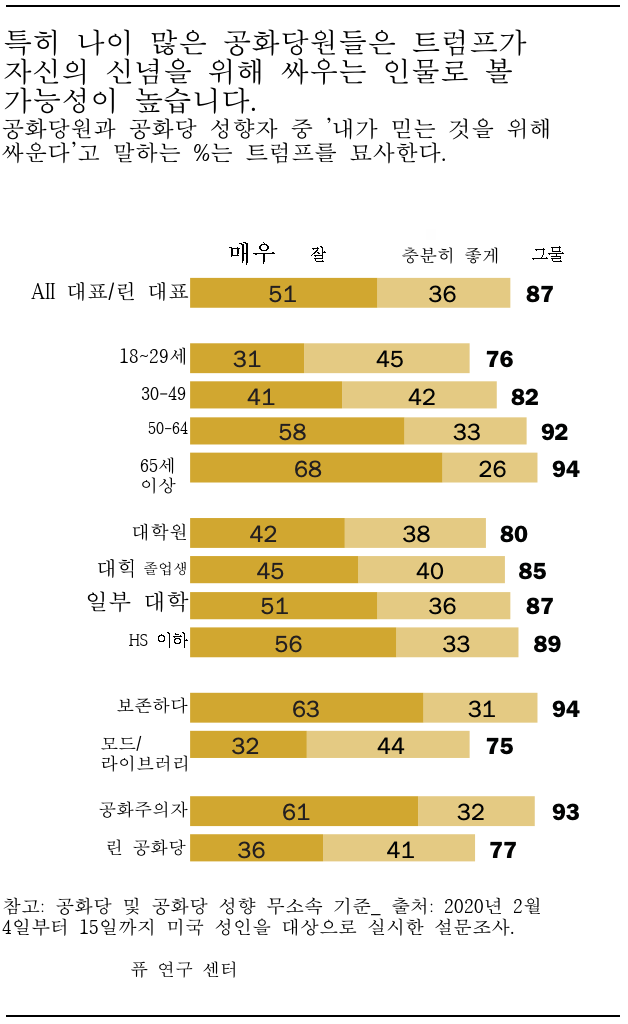 특히 나이 많은 공화당원들은 트럼프가
자신의 신념을 위해 싸우는 인물로 볼
가능성이 높습니다.
공화당원과 공화당 성향자 중 '내가 믿는 것을 위해
싸운다'고 말하는 %는 트럼프를 묘사한다.
매우 잘 충분히 좋게 그물
All 대표/린 대표 51 36 87
18~29세 31 45 76
30-49 41 42 82
50-64 58 33 92
65세
이상 68 26 94
대학원 42 38 80
대힉 졸업생 45 40 85
일부 대학 51 36 87
HS 이하 56 33 89
보존하다 63 31 94
모드/
라이브러리 32 44 75
공화주의자 61 32 93
린 공화당 36 41 77
참고: 공화당 및 공화당 성향 무소속 기준_ 출처: 2020년 2월
4일부터 15일까지 미국 성인을 대상으로 실시한 설문조사.
퓨 연구 센터